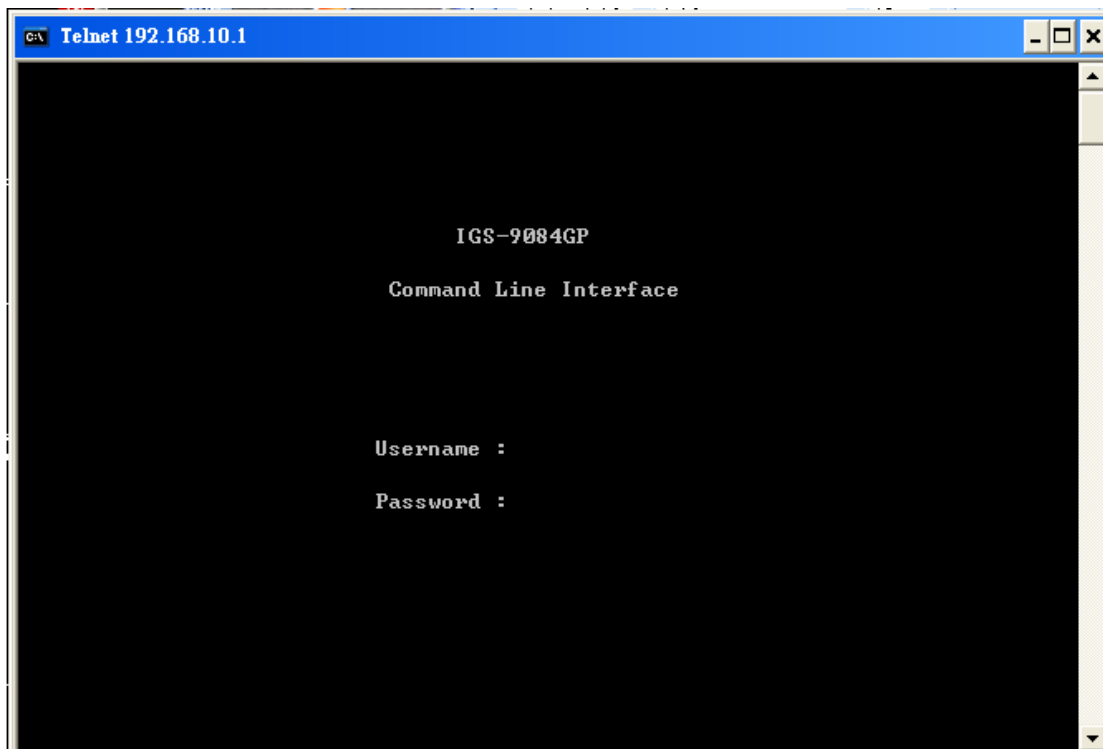 Telnet 192.168.10.1
IGS-9084GP
Command Line Interface
Username :
Password :